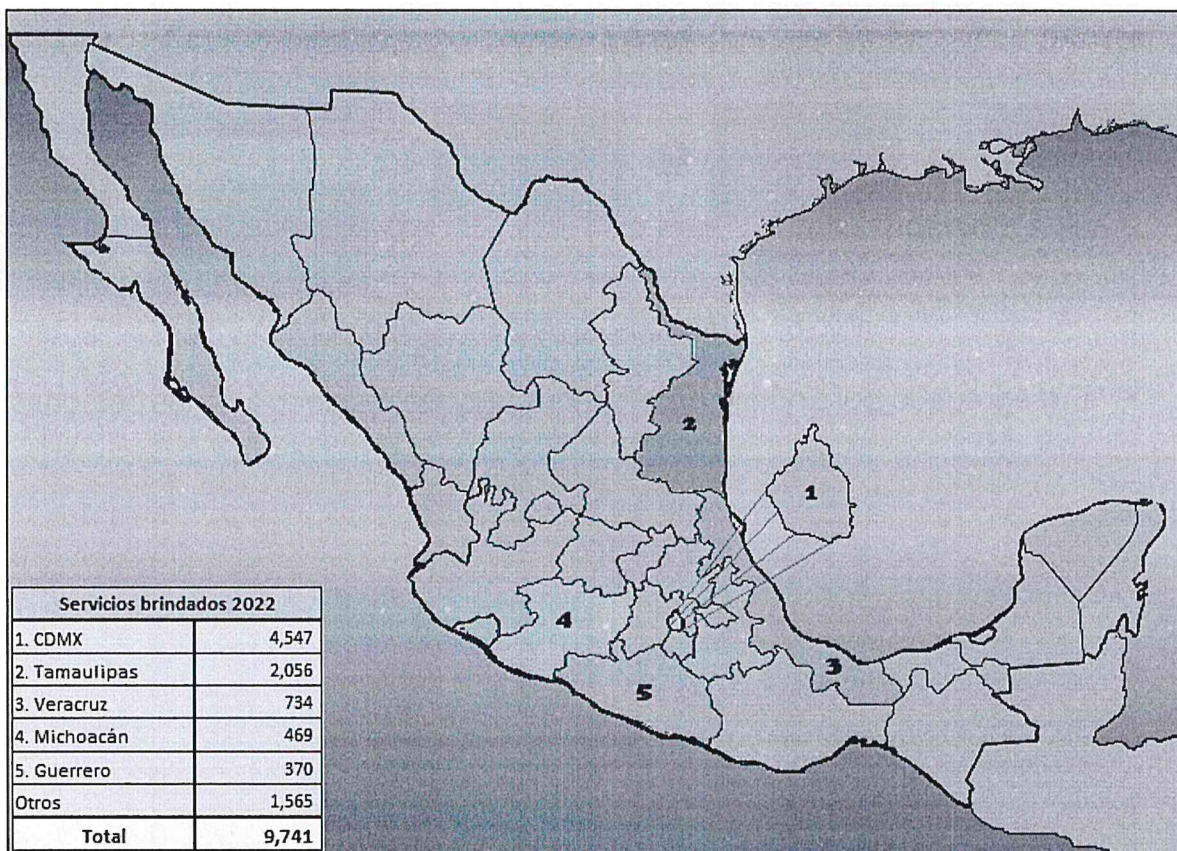 2
1
4
3
5
Servicios brindados 2022
1. CDMX 4,547
2. Tamaulipas 2,056
3. Veracruz 734
4. Michoacán 469
5. Guerrero 370
Otros 1,565
Total 9,741